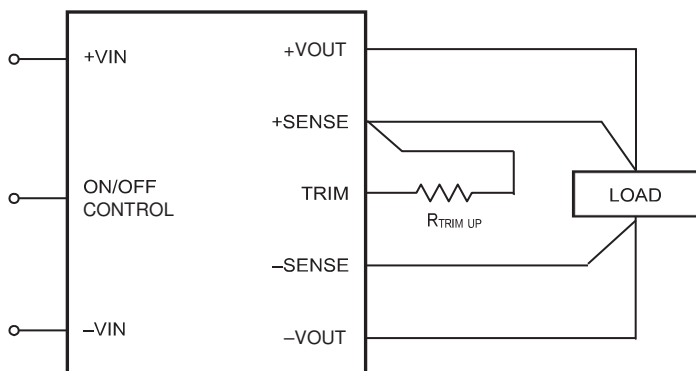 +VIN
+VOUT
+SENSE
ON/OFF
CONTROL
TRIM
RTRIM UP
LOAD
–SENSE
–VIN
–VOUT